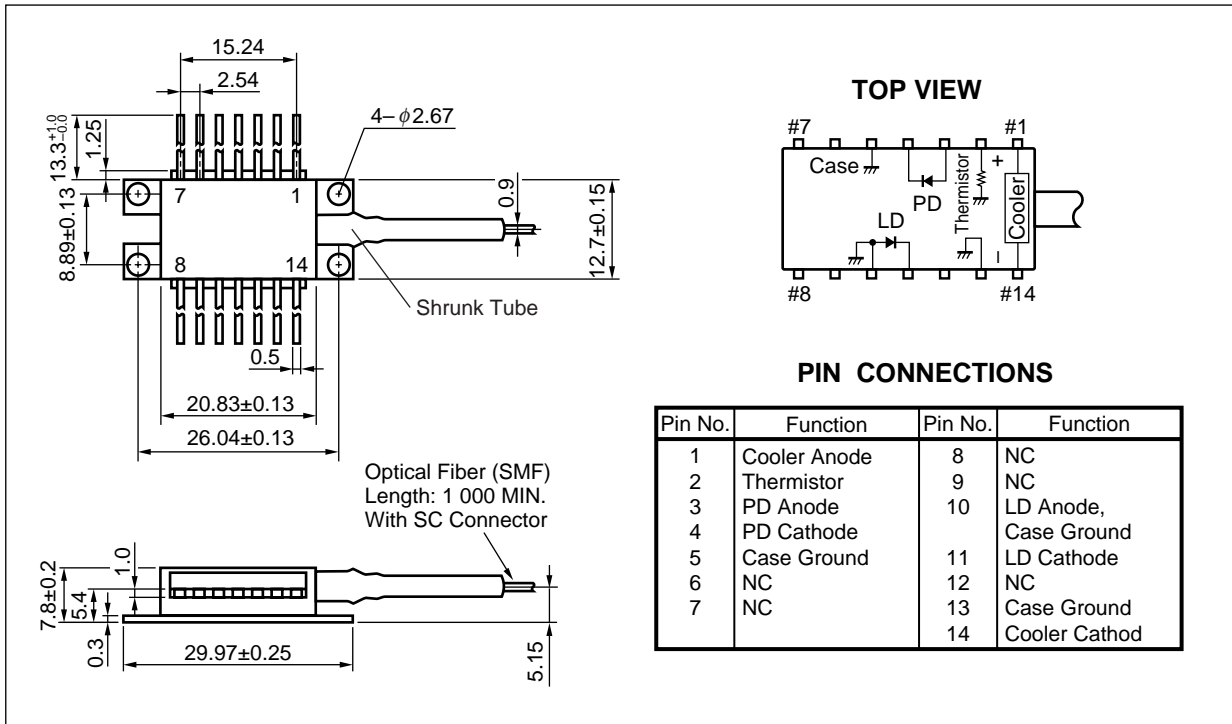 15.24
2.54
4– ϕ2.67
13.3 +1.0 –0.0
1.25
7
1
8
14
8.89±0.13
0.9
12.7±0.15
Shrunk Tube
0.5
20.83±0.13
26.04±0.13
Optical Fiber (SMF)
Length: 1 000 MIN.
With SC Connector
7.8±0.2
5.4
1.0
0.3
29.97±0.25
5.15
TOP VIEW
#7
#1
Case
PD
LD
Thermistor
+
Cooler
–
#8
#14
PIN CONNECTIONS
Pin No. Function Pin No. Function
1 Cooler Anode 8 NC
2 Thermistor 9 NC
3 PD Anode 10 LD Anode,
4 PD Cathode Case Ground
5 Case Ground 11 LD Cathode
6 NC 12 NC
7 NC 13 Case Ground
14 Cooler Cathod